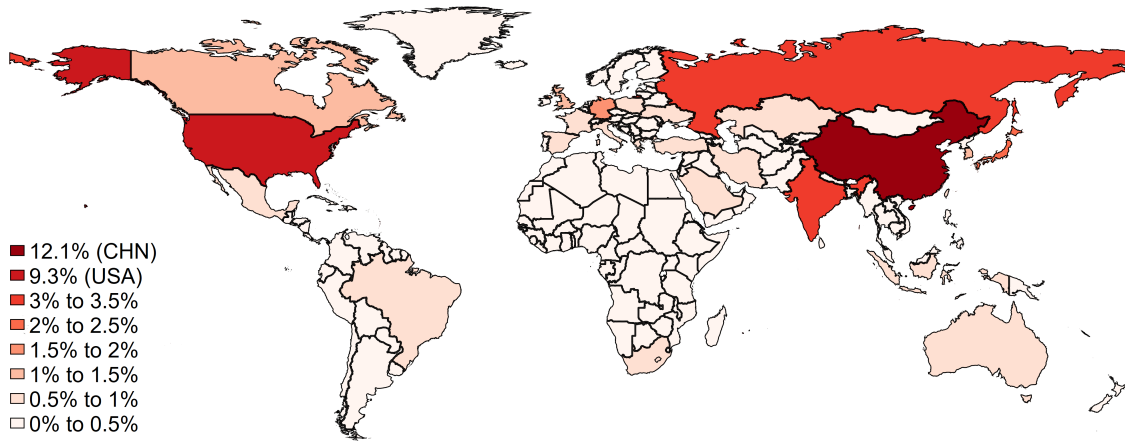 12.1% (CHN)
9.3% (USA)
3% to 3.5%
2% to 2.5%
1.5% to 2%
1% to 1.5%
0.5% to 1%
0% to 0.5%